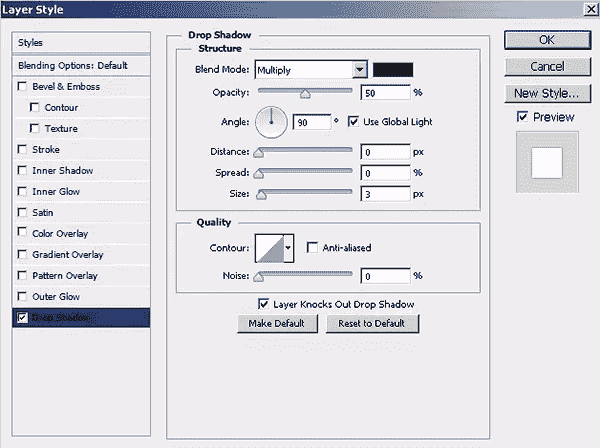 Layer Style
Styles
Blending Options: Default
Bevel & Emboss
Contour
Texture
Stroke
Inner Shadow
Inner Glow
Satin
Color Overlay
Gradient Overlay
Pattern Overlay
Outer Glow
Drop Shadow
Drop Shadow
Structure
Blend Mode: Multiply
Opacity: 50 %
Angle: 90 ° Use Global Light
Distance: 0 px
Spread: 0 %
Size: 3 px
Quality
Contour: Anti-aliased
Noise: 0 %
Layer Knocks Out Drop Shadow
Make Default Reset to Default
OK
Cancel
New Style...
Preview